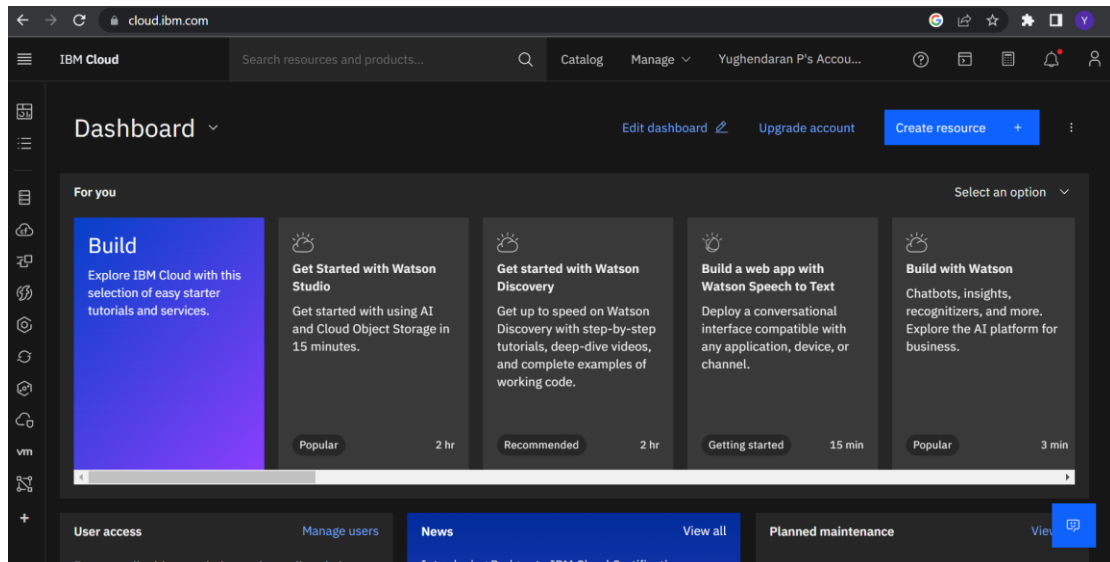 cloud.ibm.com
Y
IBM Cloud
Search resources and products...
Catalog
Manage
Yughendaran P's Accou...
Dashboard
Edit dashboard
Upgrade account
Create resource +
For you
Select an option
Build
Explore IBM Cloud with this
selection of easy starter
tutorials and services.
Get Started with Watson
Studio
Get started with using AI
and Cloud Object Storage in
15 minutes.
Popular
2 hr
Get started with Watson
Discovery
Get up to speed on Watson
Discovery with step-by-step
tutorials, deep-dive videos,
and complete examples of
working code.
Recommended
2 hr
Build a web app with
Watson Speech to Text
Deploy a conversational
interface compatible with
any application, device, or
channel.
Getting started
15 min
Build with Watson
Chatbots, insights,
recognitizers, and more.
Explore the AI platform for
business.
Popular
3 min
vm
+
User access
Manage users
News
View all
Planned maintenance